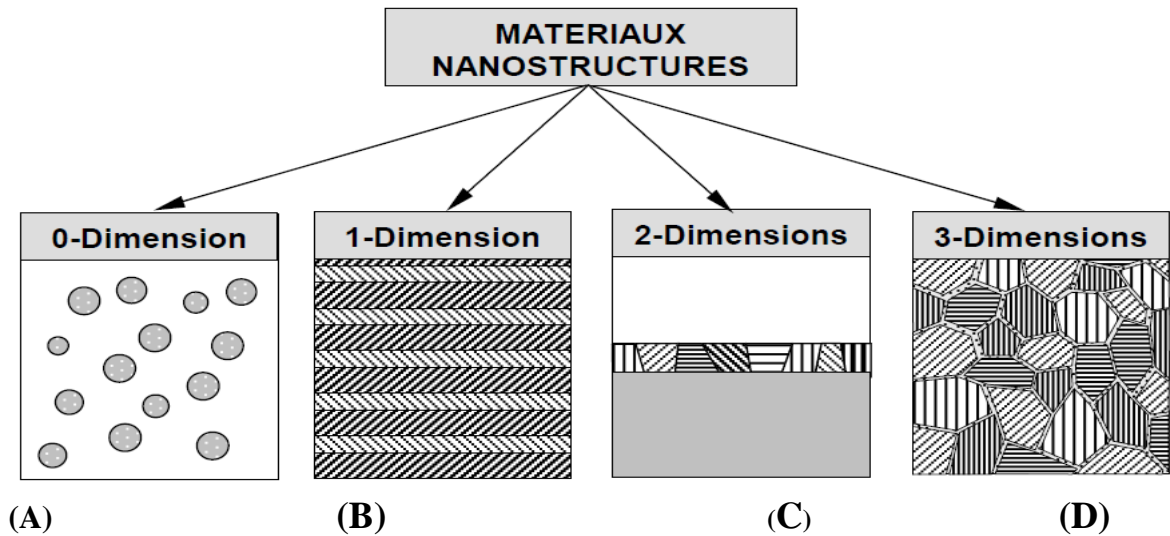 MATERIAUX
NANOSTRUCTURES
0-Dimension
1-Dimension
2-Dimensions
3-Dimensions
(A)
(B)
(C)
(D)